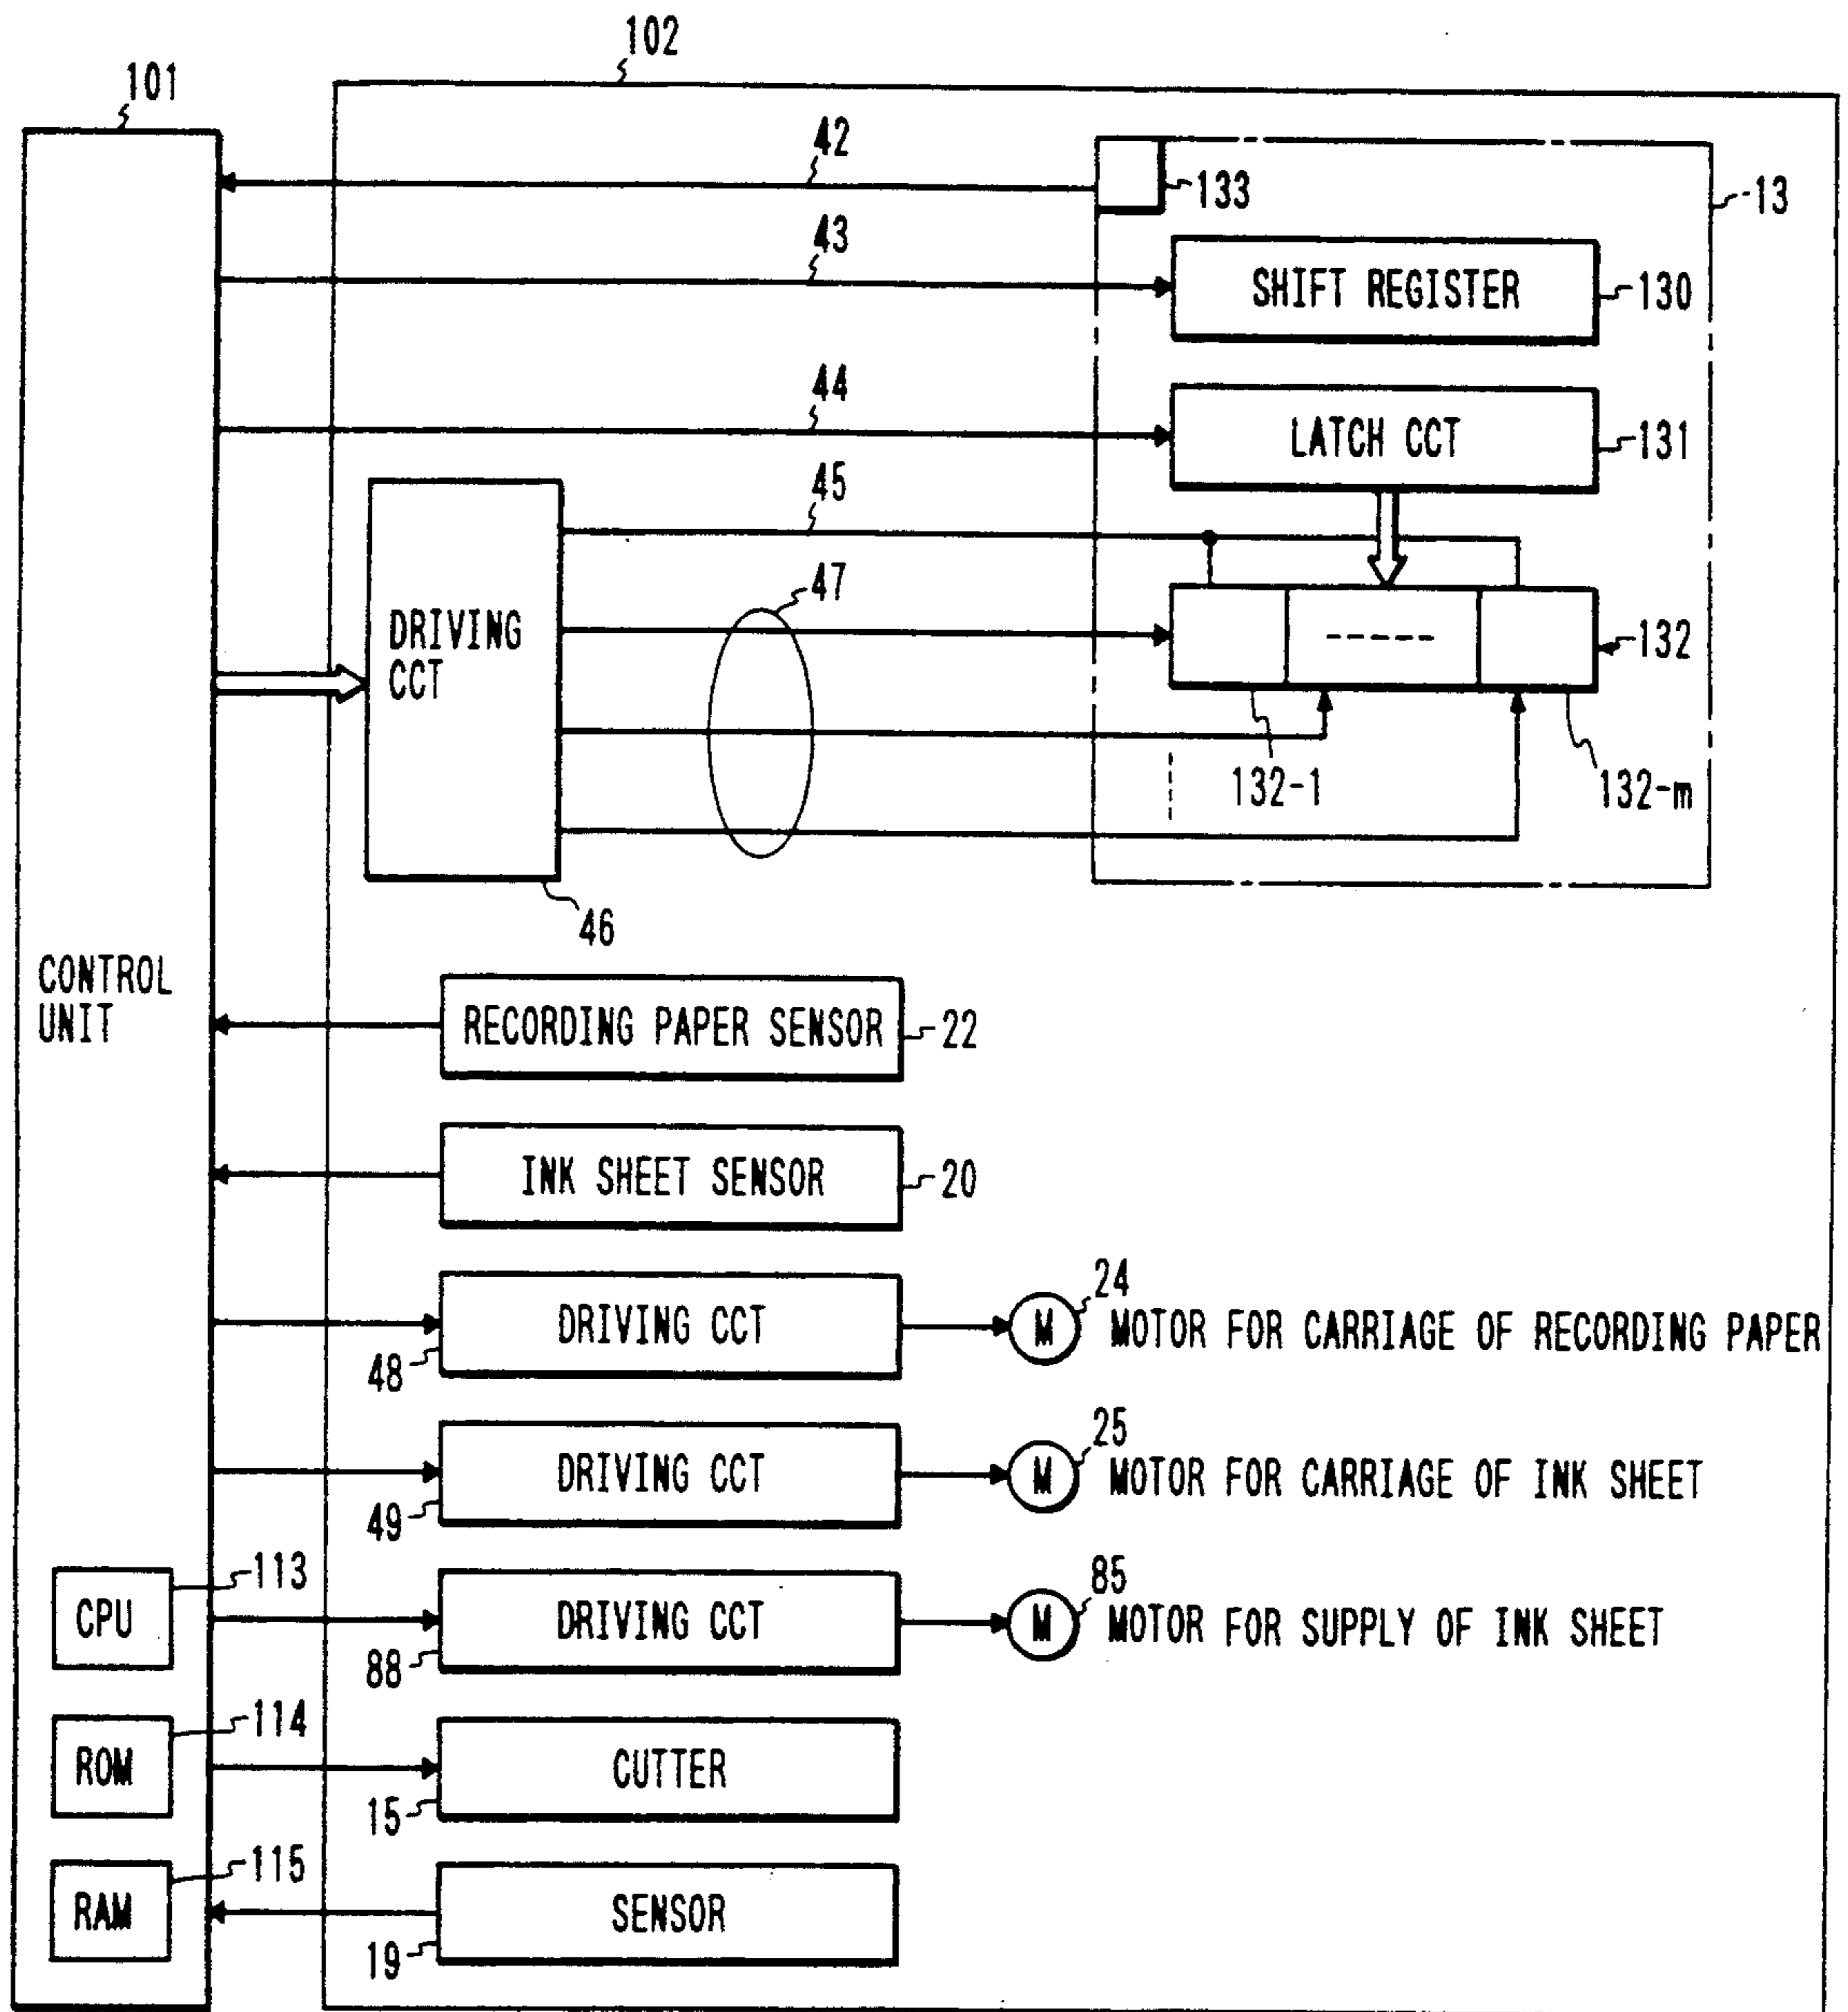 102
101
42
133
13
43
SHIFT REGISTER
130
44
LATCH CCT
131
45
47
DRIVING
CCT
132
132-1
132-m
46
CONTROL
UNIT
RECORDING PAPER SENSOR
22
INK SHEET SENSOR
20
DRIVING CCT
48
M
24
MOTOR FOR CARRIAGE OF RECORDING PAPER
DRIVING CCT
49
M
25
MOTOR FOR CARRIAGE OF INK SHEET
CPU
113
DRIVING CCT
88
M
85
MOTOR FOR SUPPLY OF INK SHEET
ROM
114
CUTTER
15
RAM
115
SENSOR
19